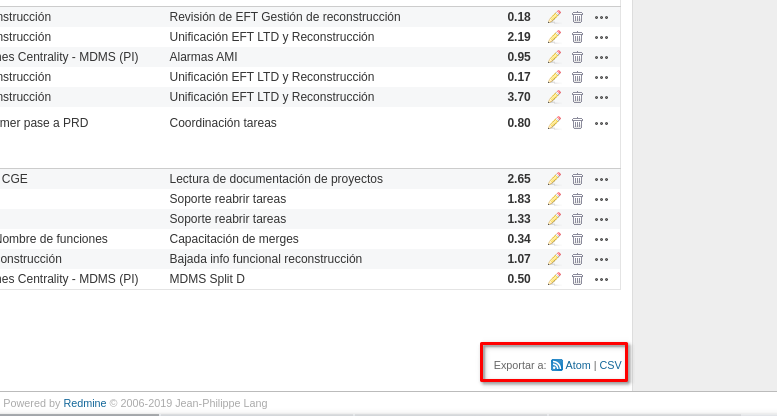 nstrucción Revisión de EFT Gestión de reconstrucción 0.18
nstrucción Unificación EFT LTD y Reconstrucción 2.19
nes Centrality - MDMS (PI) Alarmas AMI 0.95
nstrucción Unificación EFT LTD y Reconstrucción 0.17
nstrucción Unificación EFT LTD y Reconstrucción 3.70
mer pase a PRD Coordinación tareas 0.80
CGE Lectura de documentación de proyectos 2.65
Soporte reabrir tareas 1.83
Soporte reabrir tareas 1.33
Nombre de funciones Capacitación de merges 0.34
onstrucción Bajada info funcional reconstrucción 1.07
nes Centrality - MDMS (PI) MDMS Split D 0.50
Exportar a: Atom | CSV
Powered by Redmine © 2006-2019 Jean-Philippe Lang